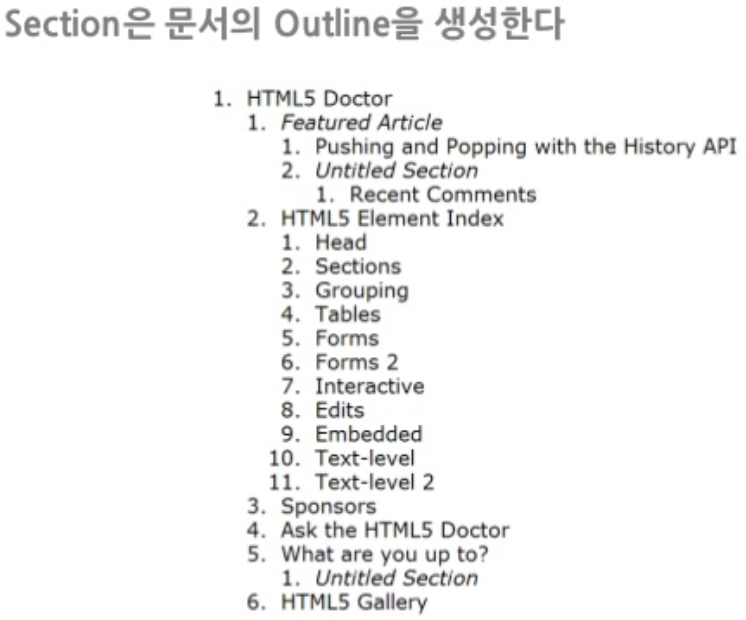 Section은 문서의 Outline을 생성한다
1. HTML5 Doctor
1. Featured Article
1. Pushing and Popping with the History API
2. Untitled Section
1. Recent Comments
2. HTML5 Element Index
1. Head
2. Sections
3. Grouping
4. Tables
5. Forms
6. Forms 2
7. Interactive
8. Edits
9. Embedded
10. Text-level
11. Text-level 2
3. Sponsors
4. Ask the HTML5 Doctor
5. What are you up to?
1. Untitled Section
6. HTML5 Gallery